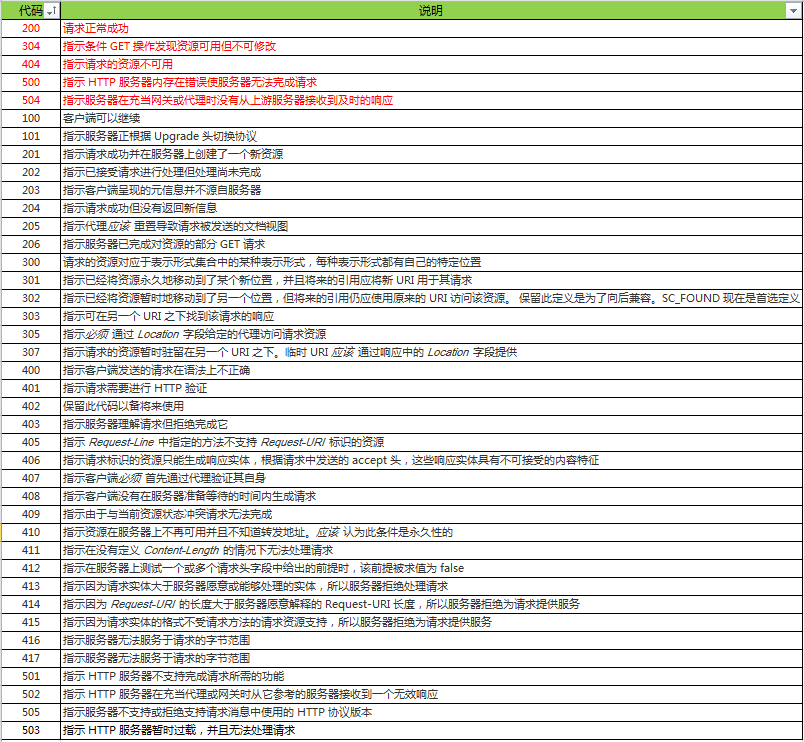 代码 说明
200 请求正常成功
304 指示条件 GET 操作发现资源可用但不可修改
404 指示请求的资源不可用
500 指示 HTTP 服务器内存在错误使服务器无法完成请求
504 指示服务器在充当网关或代理时没有从上游服务器接收到及时的响应
100 客户端可以继续
101 指示服务器正根据 Upgrade 头切换协议
201 指示请求成功并在服务器上创建了一个新资源
202 指示已接受请求进行处理但处理尚未完成
203 指示客户端呈现的元信息并不源自服务器
204 指示请求成功但没有返回新信息
205 指示代理应该 重置导致请求被发送的文档视图
206 指示服务器已完成对资源的部分 GET 请求
300 请求的资源对应于表示形式集合中的某种表示形式，每种表示形式都有自己的特定位置
301 指示已经将资源永久地移动到了某个新位置，并且将来的引用应将新 URI 用于其请求
302 指示已经将资源暂时地移动到了另一个位置，但将来的引用仍应使用原来的 URI 访问该资源。 保留此定义是为了向后兼容。SC_FOUND 现在是首选定义
303 指示可在另一个 URI 之下找到该请求的响应
305 指示必须 通过 Location 字段给定的代理访问请求资源
307 指示请求的资源暂时驻留在另一个 URI 之下。临时 URI 应该 通过响应中的 Location 字段提供
400 指示客户端发送的请求在语法上不正确
401 指示请求需要进行 HTTP 验证
402 保留此代码以备将来使用
403 指示服务器理解请求但拒绝完成它
405 指示 Request-Line 中指定的方法不支持 Request-URI 标识的资源
406 指示请求标识的资源只能生成响应实体，根据请求中发送的 accept 头，这些响应实体具有不可接受的内容特征
407 指示客户端必须 首先通过代理验证其自身
408 指示客户端没有在服务器准备等待的时间内生成请求
409 指示由于与当前资源状态冲突请求无法完成
410 指示资源在服务器上不再可用并且不知道转发地址。应该 认为此条件是永久性的
411 指示在没有定义 Content-Length 的情况下无法处理请求
412 指示在服务器上测试一个或多个请求头字段中给出的前提时，该前提被求值为 false
413 指示因为请求实体大于服务器愿意或能够处理的实体，所以服务器拒绝处理请求
414 指示因为 Request-URI 的长度大于服务器愿意解释的 Request-URI 长度，所以服务器拒绝为请求提供服务
415 指示因为请求实体的格式不受请求方法的请求资源支持，所以服务器拒绝为请求提供服务
416 指示服务器无法服务于请求的字节范围
417 指示服务器无法服务于请求的字节范围
501 指示 HTTP 服务器不支持完成请求所需的功能
502 指示 HTTP 服务器在充当代理或网关时从它参考的服务器接收到一个无效响应
505 指示服务器不支持或拒绝支持请求消息中使用的 HTTP 协议版本
503 指示 HTTP 服务器暂时过载，并且无法处理请求